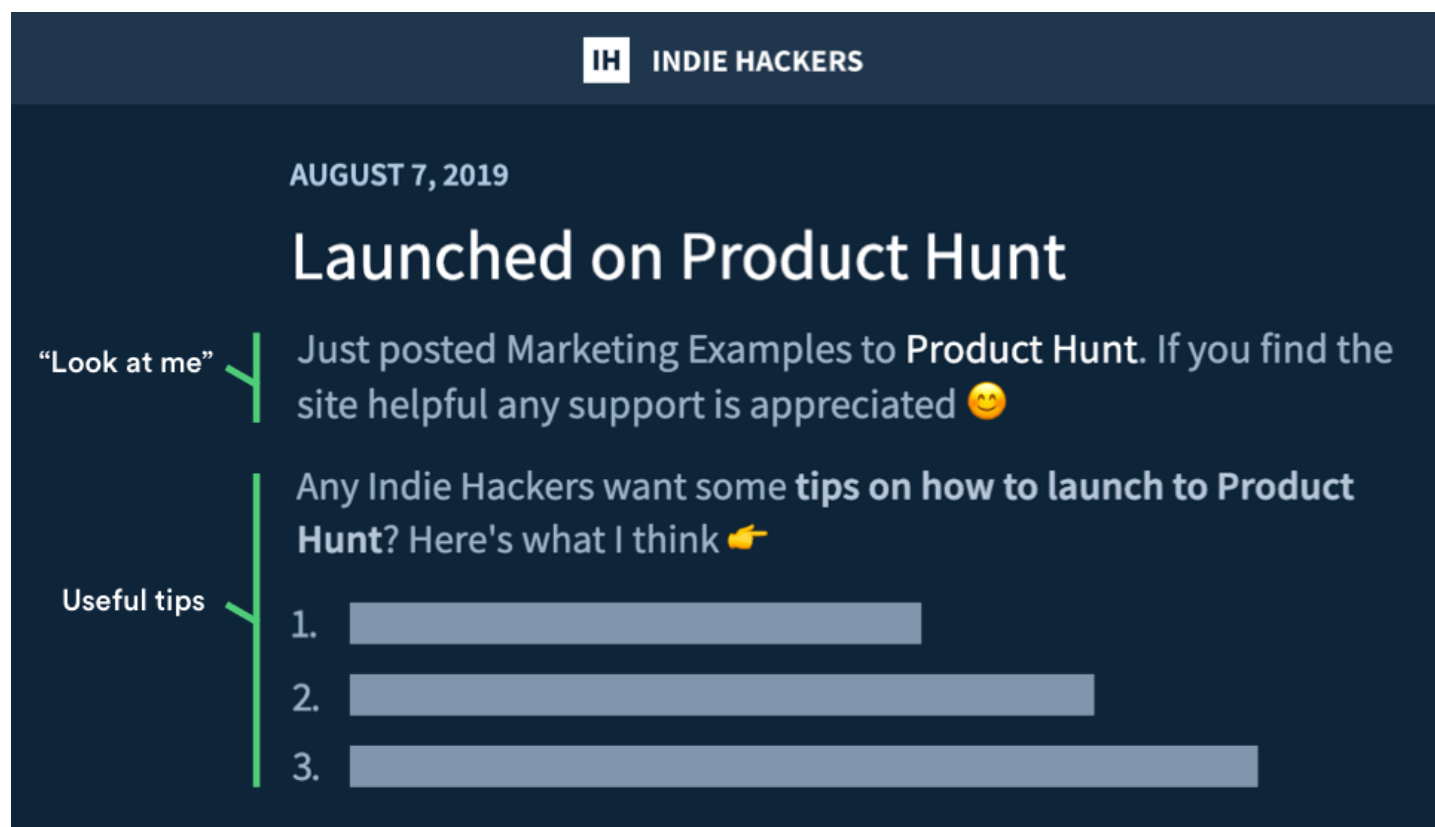 IH INDIE HACKERS
AUGUST 7, 2019
Launched on Product Hunt
“Look at me”
Just posted Marketing Examples to Product Hunt. If you find the
site helpful any support is appreciated 😊
Any Indie Hackers want some tips on how to launch to Product
Hunt? Here's what I think 👉
Useful tips
1.
2.
3.